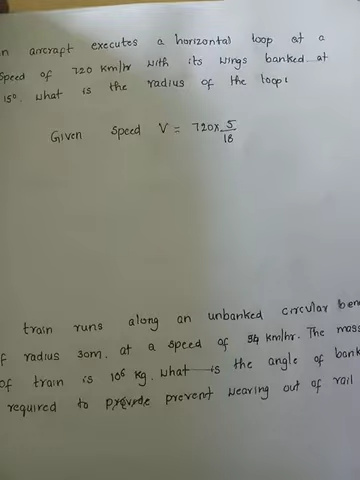 n aircraft executes a horizontal loop at a
speed of 720 km/hr with its wings banked at
15°. What is the radius of the loop?
Given speed V = 720 × 5/18
train runs along an unbanked circular ben
f radius 30m. at a speed of 54 km/hr. The mass
of train is 10⁶ kg. What is the angle of bank
required to prevent wearing out of rail